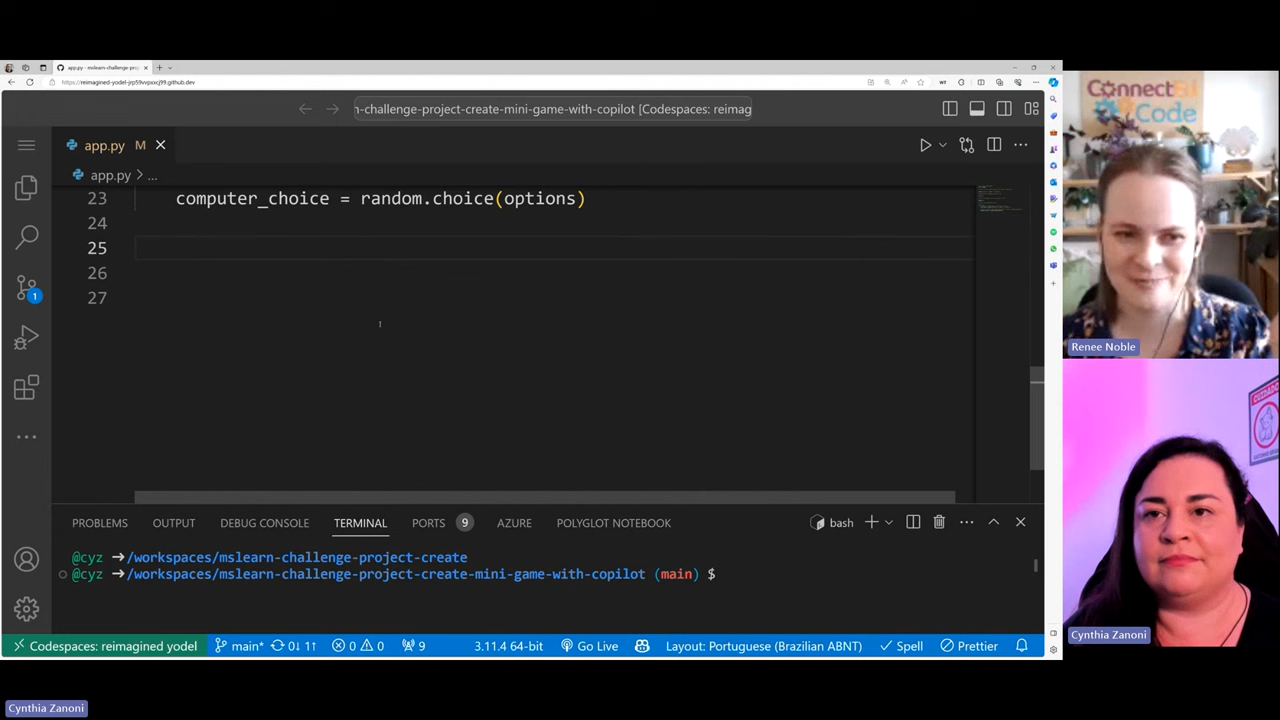 app.py - mslearn-challenge-proj
https://reimagined-yodel-jrp59vvpxxcj99.github.dev
n-challenge-project-create-mini-game-with-copilot [Codespaces: reimag
app.py M
app.py > ...
23 computer_choice = random.choice(options)
24
25
26
27
1
PROBLEMS OUTPUT DEBUG CONSOLE TERMINAL PORTS 9 AZURE POLYGLOT NOTEBOOK bash
@cyz ➜/workspaces/mslearn-challenge-project-create
@cyz ➜/workspaces/mslearn-challenge-project-create-mini-game-with-copilot (main) $
Codespaces: reimagined yodel main* 0↓ 1↑ 0 0 9 3.11.4 64-bit Go Live Layout: Portuguese (Brazilian ABNT) Spell Prettier
Connect
Code
Renee Noble
CUIDADO
Cynthia Zanoni
Cynthia Zanoni